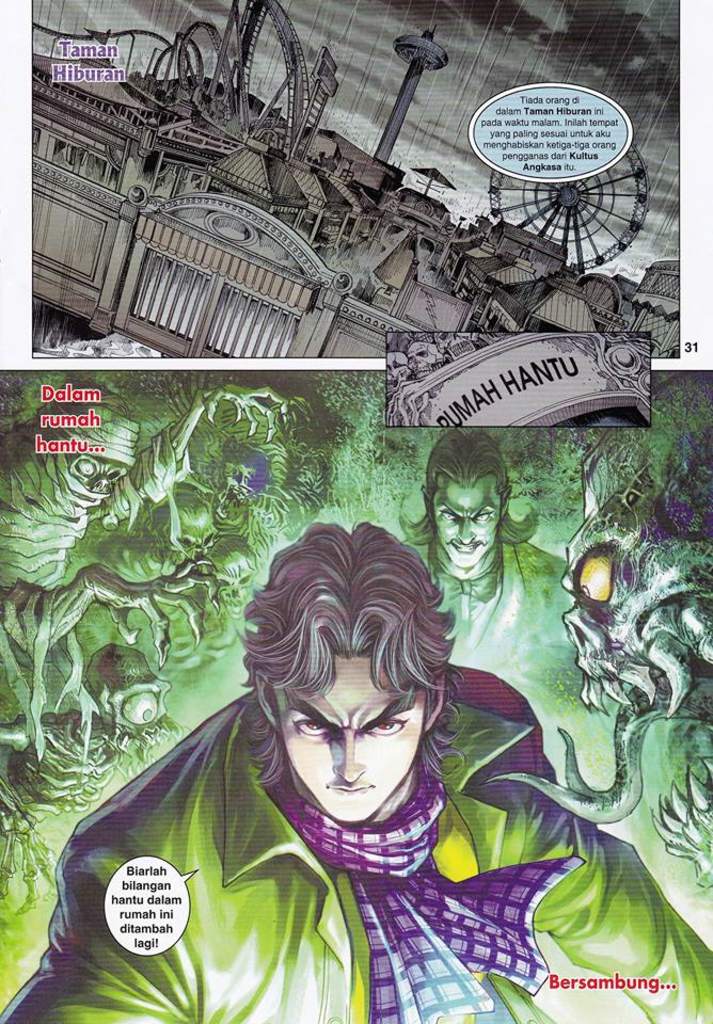 Taman
Hiburan
Tiada orang di
dalam Taman Hiburan ini
pada waktu malam. Inilah tempat
yang paling sesuai untuk aku
menghabiskan ketiga-tiga orang
pengganas dari Kultus
Angkasa itu.
31
RUMAH HANTU
Dalam
rumah
hantu...
Biarlah
bilangan
hantu dalam
rumah ini
ditambah
lagi!
Bersambung...